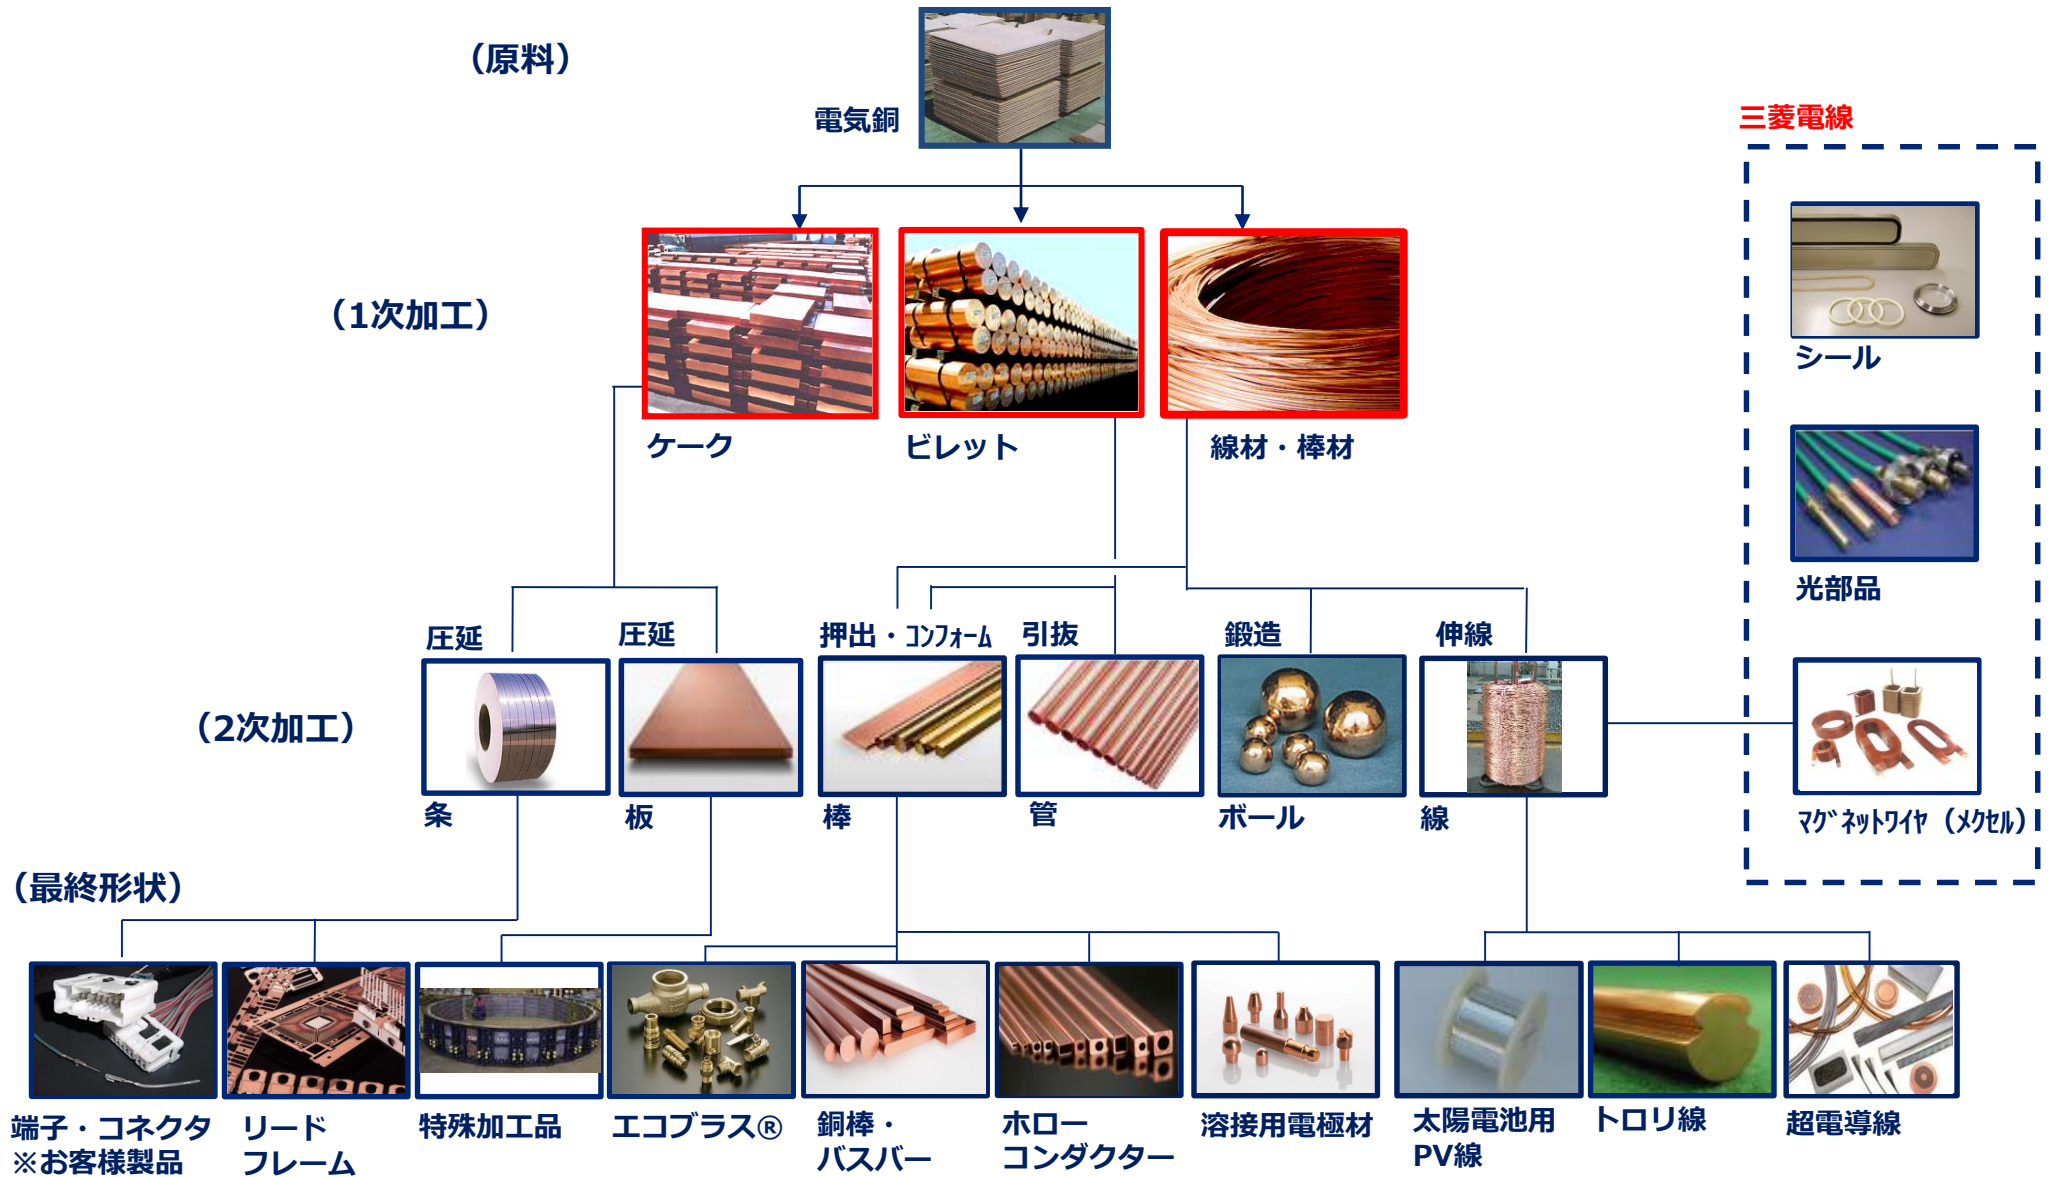 （原料）
電気銅
三菱電線
シール
（1次加工）
ケーク
ビレット
線材・棒材
光部品
圧延
圧延
押出・ｺﾝﾌｫｰﾑ
引抜
鍛造
伸線
（2次加工）
条
板
棒
管
ボール
線
ﾏｸﾞﾈｯﾄﾜｲﾔ（ﾒｸｾﾙ）
（最終形状）
端子・コネクタ
※お客様製品
リード
フレーム
特殊加工品
エコブラス®
銅棒・
バスバー
ホロー
コンダクター
溶接用電極材
太陽電池用
PV線
トロリ線
超電導線